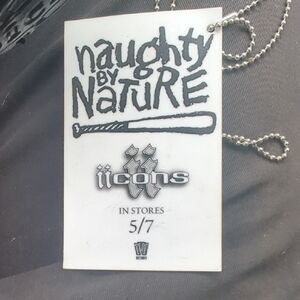 naughty
BY
NATURE
iicons
IN STORES
5/7